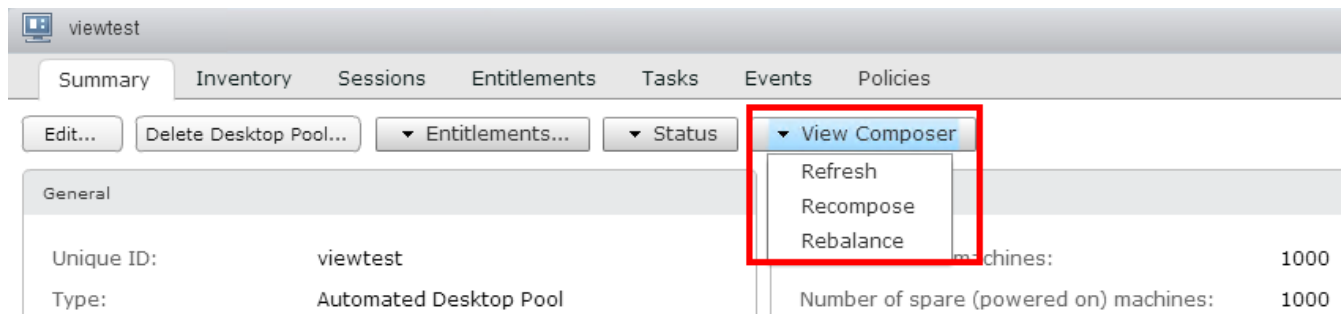 viewtest
Summary Inventory Sessions Entitlements Tasks Events Policies
Edit... Delete Desktop Pool... Entitlements... Status View Composer
Refresh
General
Recompose
Rebalance
Unique ID: viewtest machines: 1000
Type: Automated Desktop Pool Number of spare (powered on) machines: 1000